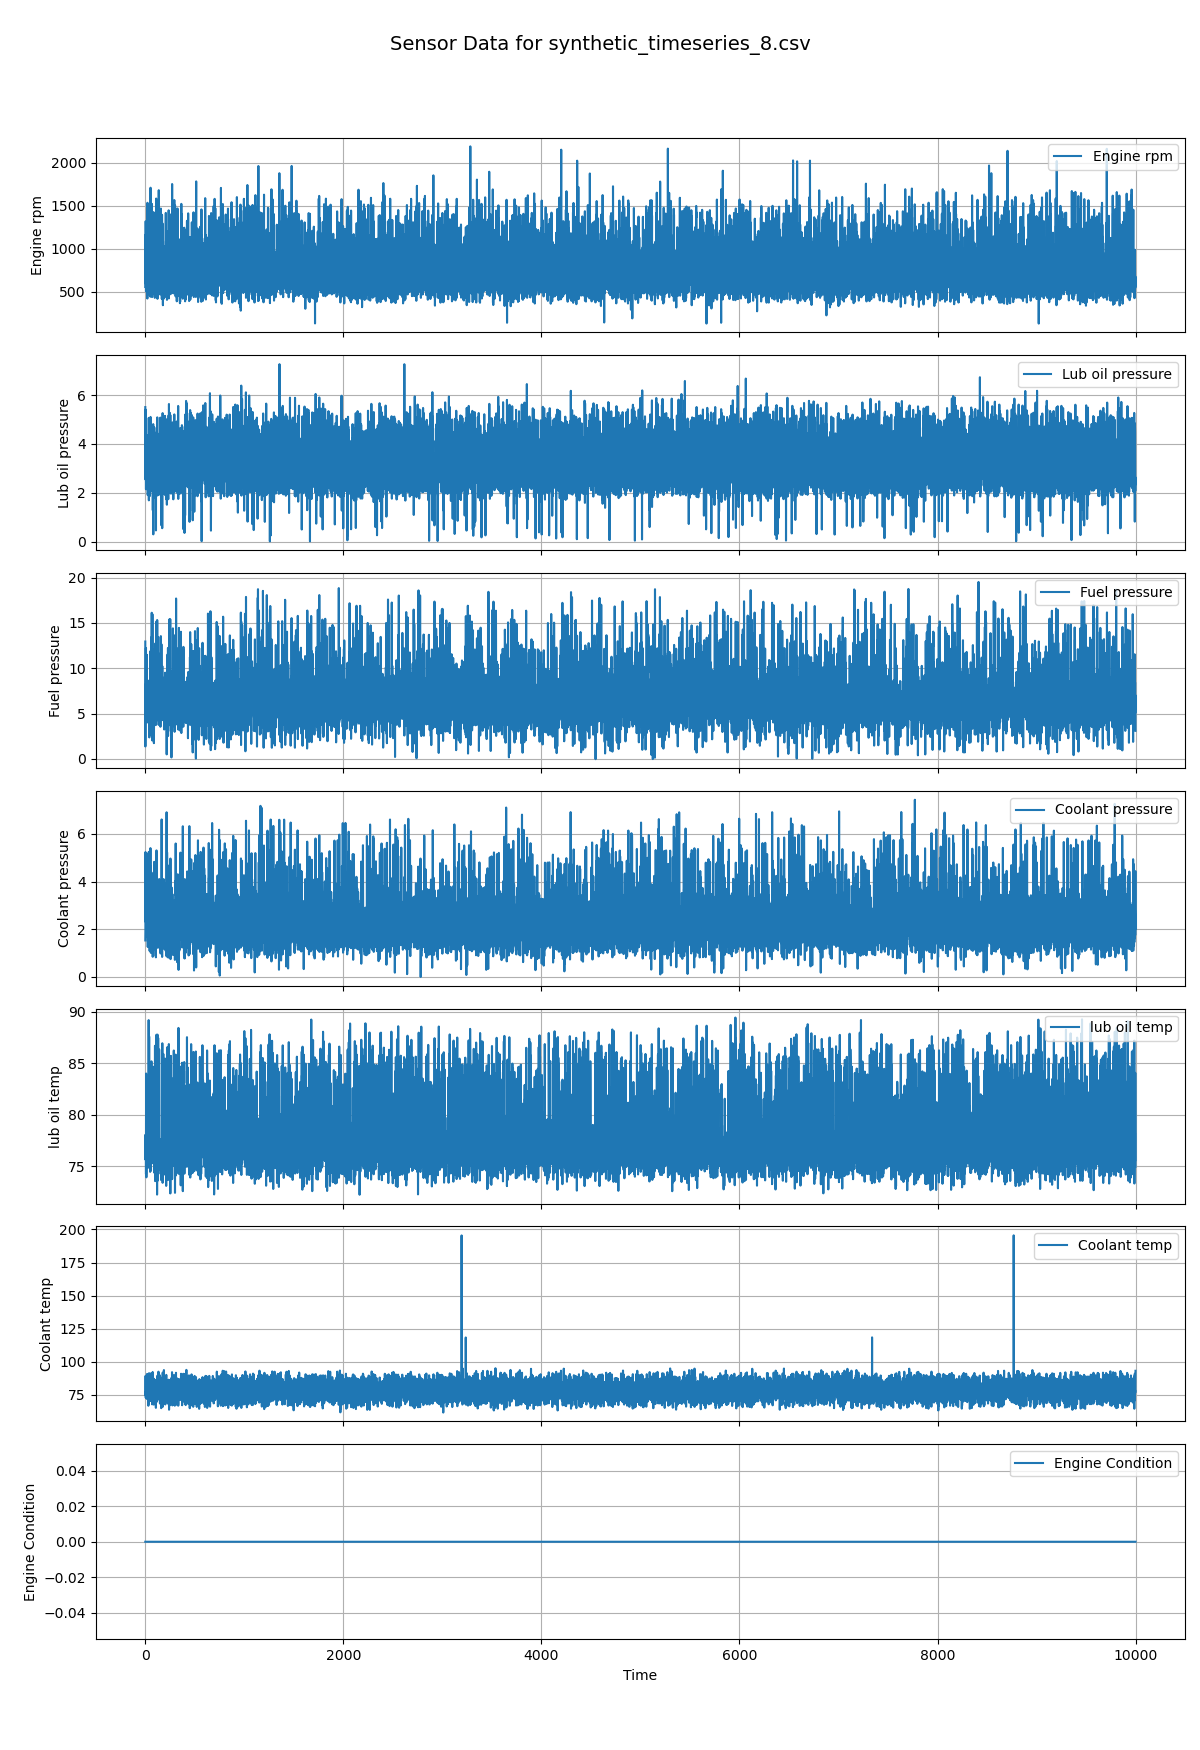 Sensor Data for synthetic_timeseries_8.csv
Engine rpm
2000
1500
1000
500
Engine rpm
Lub oil pressure
6
4
2
0
Lub oil pressure
Fuel pressure
20
15
10
5
0
Fuel pressure
Coolant pressure
6
4
2
0
Coolant pressure
lub oil temp
90
85
80
75
lub oil temp
Coolant temp
200
175
150
125
100
75
Coolant temp
Engine Condition
0.04
0.02
0.00
−0.02
−0.04
Engine Condition
0 2000 4000 6000 8000 10000
Time